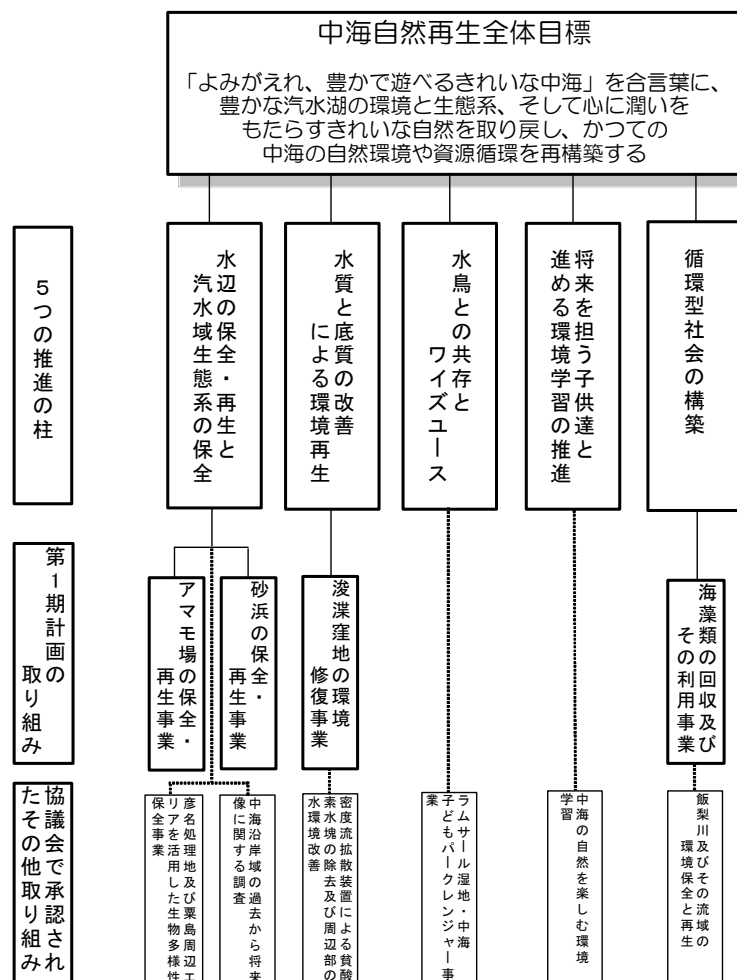 中海自然再生全体目標
「よみがえれ、豊かで遊べるきれいな中海」を合言葉に、
豊かな汽水湖の環境と生態系、そして心に潤いを
もたらすきれいな自然を取り戻し、かつての
中海の自然環境や資源循環を再構築する
5つの推進の柱
水辺の保全・再生と
汽水域生態系の保全
水質と底質の改善
による環境再生
水鳥との共存と
ワイズユース
将来を担う子供達と
進める環境学習の推進
循環型社会の構築
第1期計画の
取り組み
アマモ場の保全・
再生事業
砂浜の保全・
再生事業
浚渫窪地の環境
修復事業
海藻類の回収及び
その利用事業
協議会で承認され
たその他取り組み
彦名処理地及び粟島周辺エ
リアを活用した生物多様性
保全事業
中海沿岸域の過去から将来
像に関する調査
密度流拡散装置による貧酸
素水塊の除去及び周辺部の
水環境改善
ラムサール湿地・中海
子どもパークレンジャー事
業
中海の自然を楽しむ環境
学習
飯梨川及びその流域の
環境保全と再生